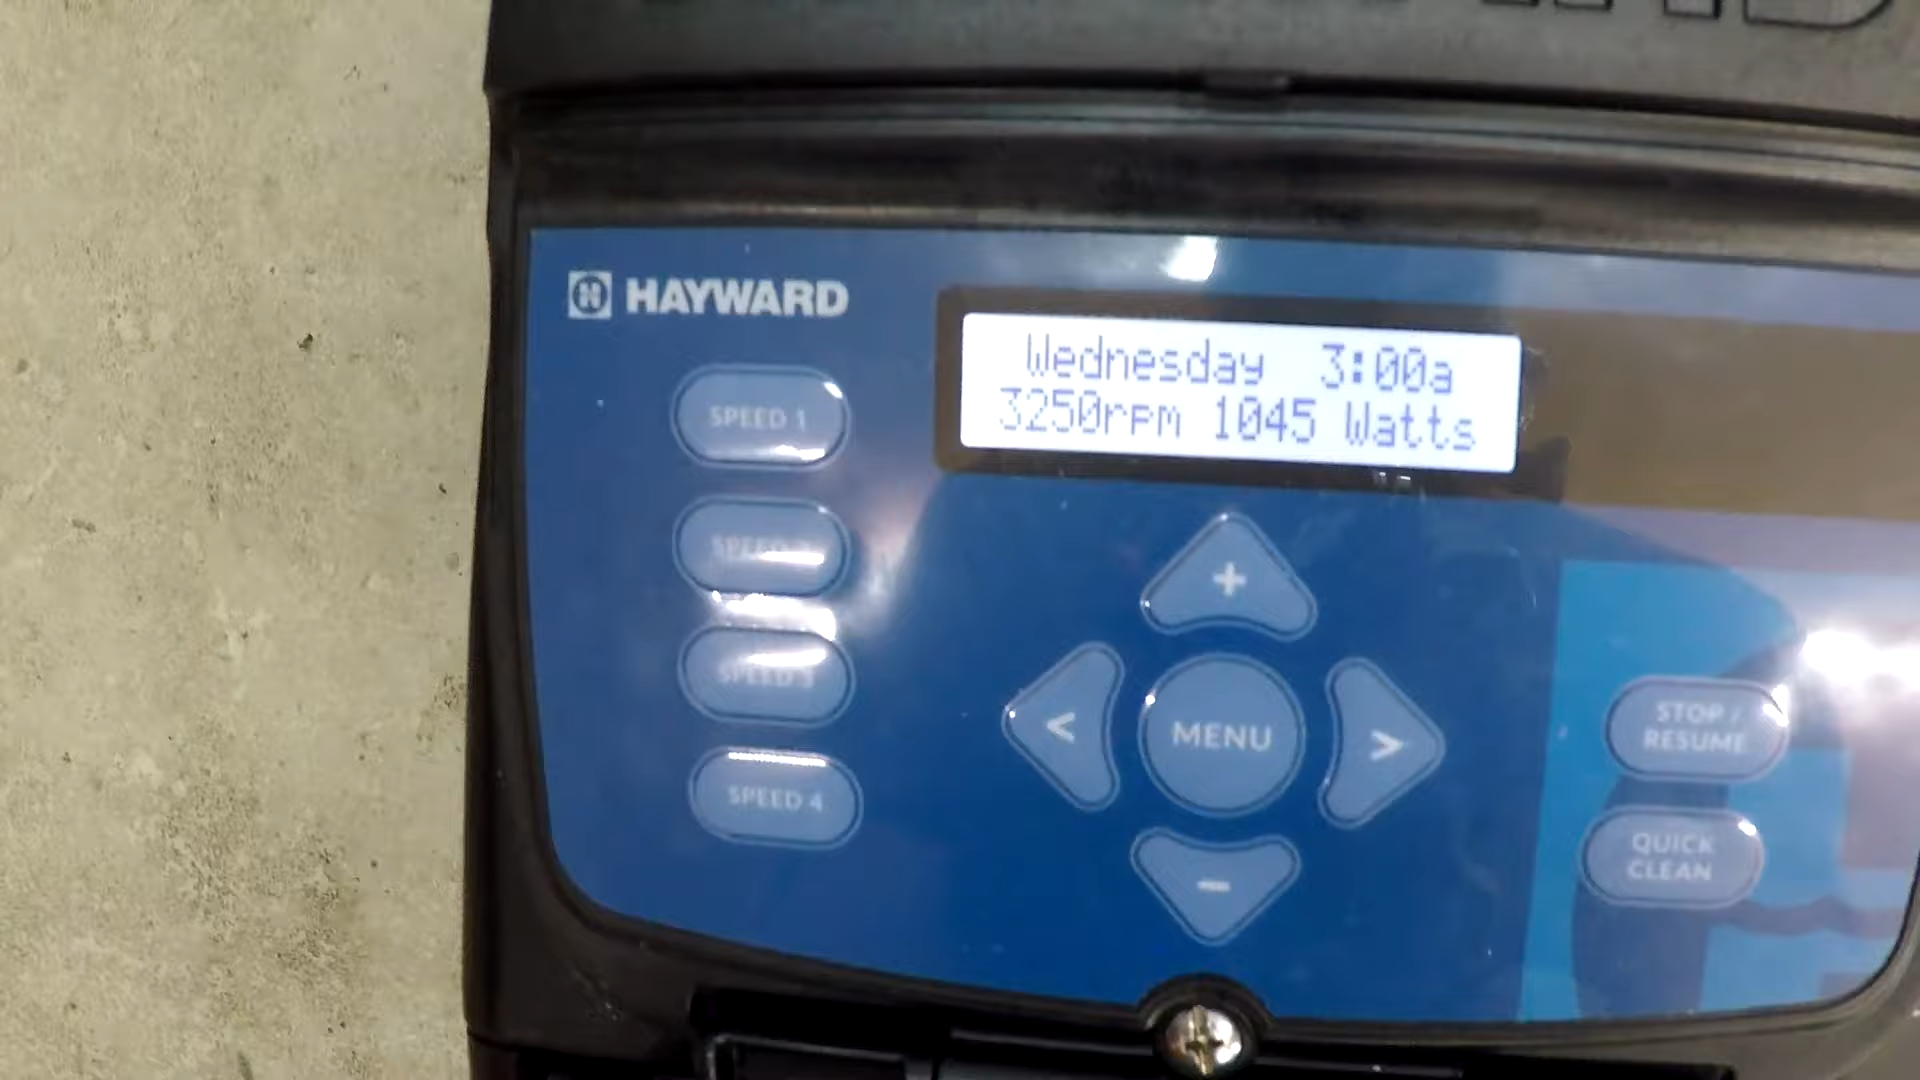 HAYWARD
Wednesday 3:00a
3250rpm 1045 Watts
SPEED 1
SPEED 2
SPEED 3
SPEED 4
+
<
MENU
>
-
STOP /
RESUME
QUICK
CLEAN